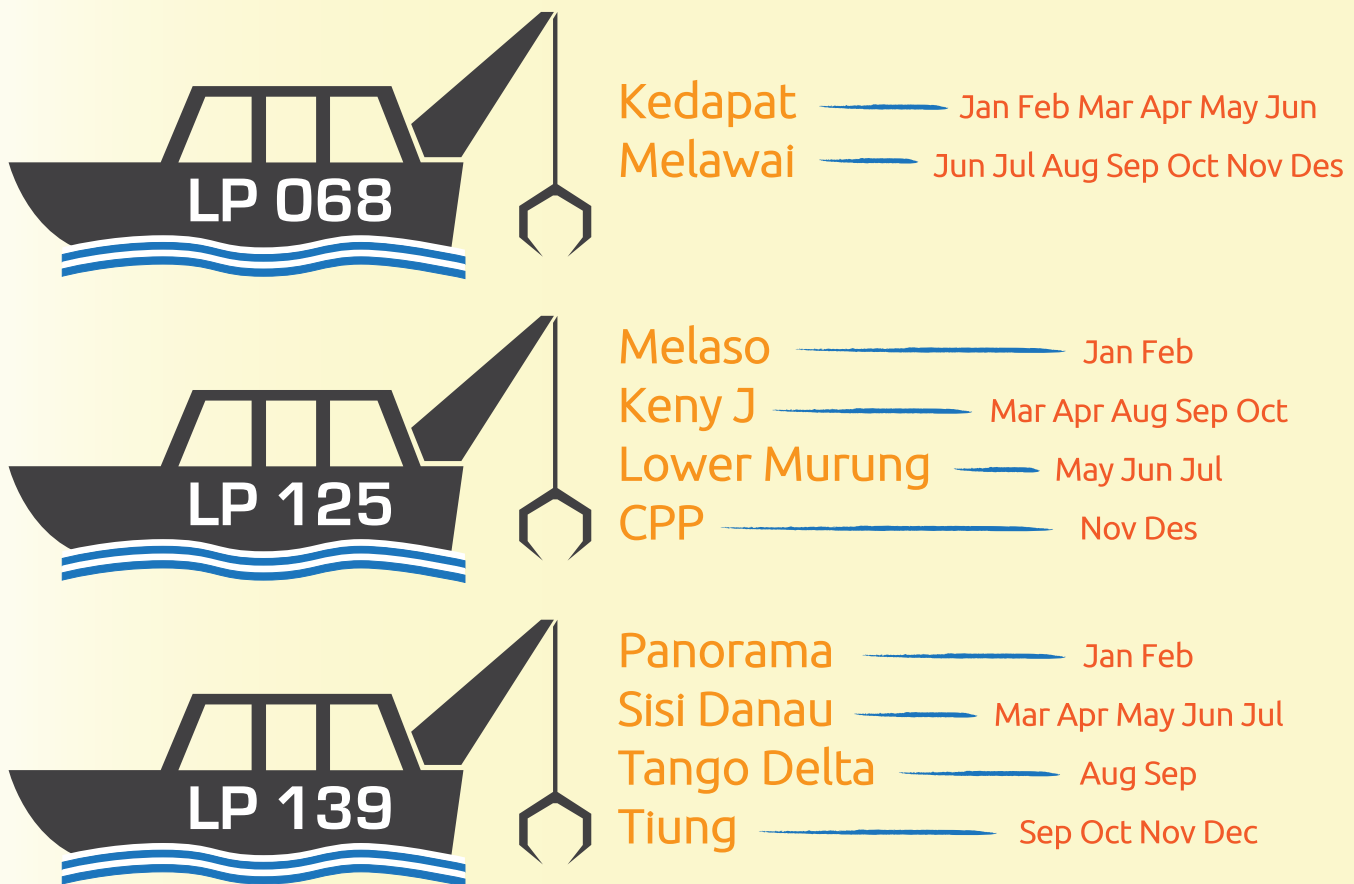 LP 068
Kedapat Jan Feb Mar Apr May Jun
Melawai Jun Jul Aug Sep Oct Nov Des
LP 125
Melaso Jan Feb
Keny J Mar Apr Aug Sep Oct
Lower Murung May Jun Jul
CPP Nov Des
LP 139
Panorama Jan Feb
Sisi Danau Mar Apr May Jun Jul
Tango Delta Aug Sep
Tiung Sep Oct Nov Dec